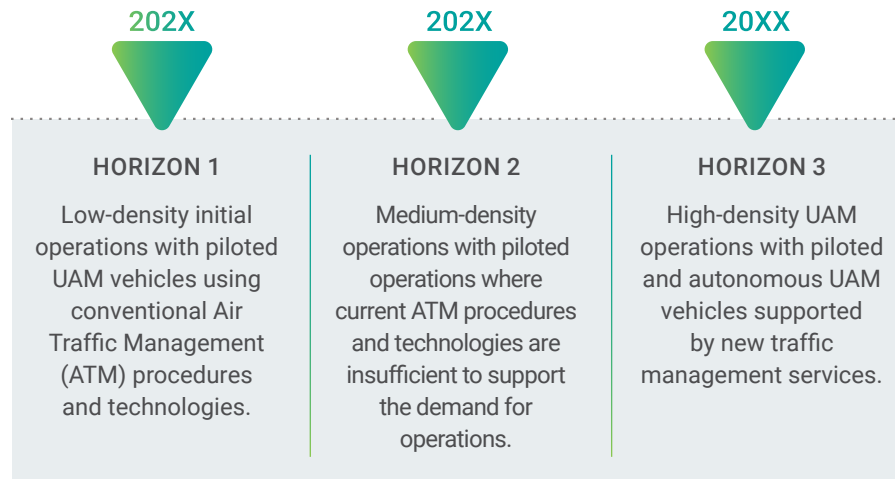 202X
202X
20XX
HORIZON 1
Low-density initial
operations with piloted
UAM vehicles using
conventional Air
Traffic Management
(ATM) procedures
and technologies.
HORIZON 2
Medium-density
operations with piloted
operations where
current ATM procedures
and technologies are
insufficient to support
the demand for
operations.
HORIZON 3
High-density UAM
operations with piloted
and autonomous UAM
vehicles supported
by new traffic
management services.